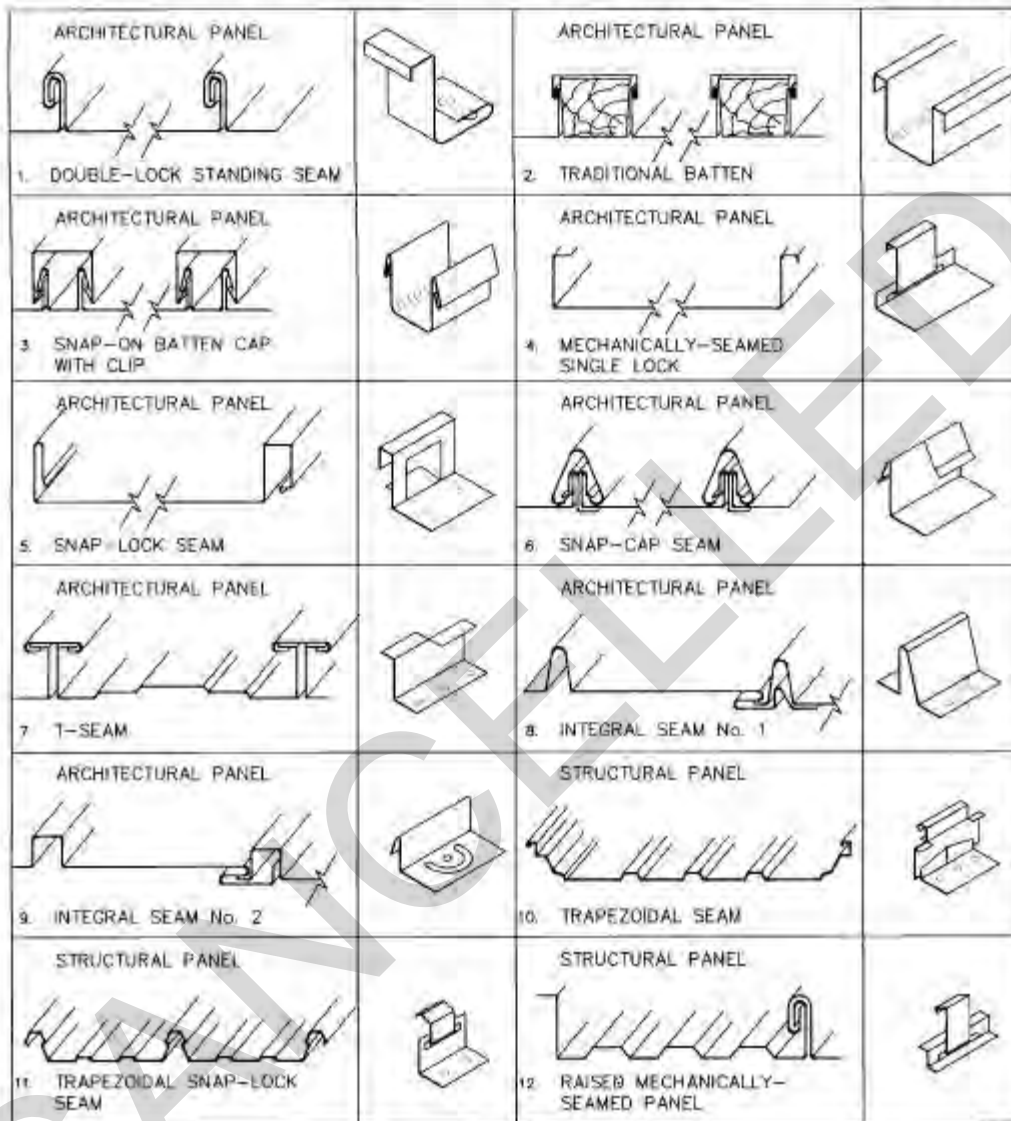 ARCHITECTURAL PANEL
1. DOUBLE-LOCK STANDING SEAM
ARCHITECTURAL PANEL
2. TRADITIONAL BATTEN
ARCHITECTURAL PANEL
3. SNAP-ON BATTEN CAP
WITH CLIP
ARCHITECTURAL PANEL
4. MECHANICALLY-SEAMED
SINGLE LOCK
ARCHITECTURAL PANEL
5. SNAP-LOCK SEAM
ARCHITECTURAL PANEL
6. SNAP-CAP SEAM
ARCHITECTURAL PANEL
7 T-SEAM
ARCHITECTURAL PANEL
8. INTEGRAL SEAM No. 1
ARCHITECTURAL PANEL
9. INTEGRAL SEAM No. 2
STRUCTURAL PANEL
10. TRAPEZOIDAL SEAM
STRUCTURAL PANEL
11. TRAPEZOIDAL SNAP-LOCK
SEAM
STRUCTURAL PANEL
12 RAISED MECHANICALLY-
SEAMED PANEL
CANCELLED